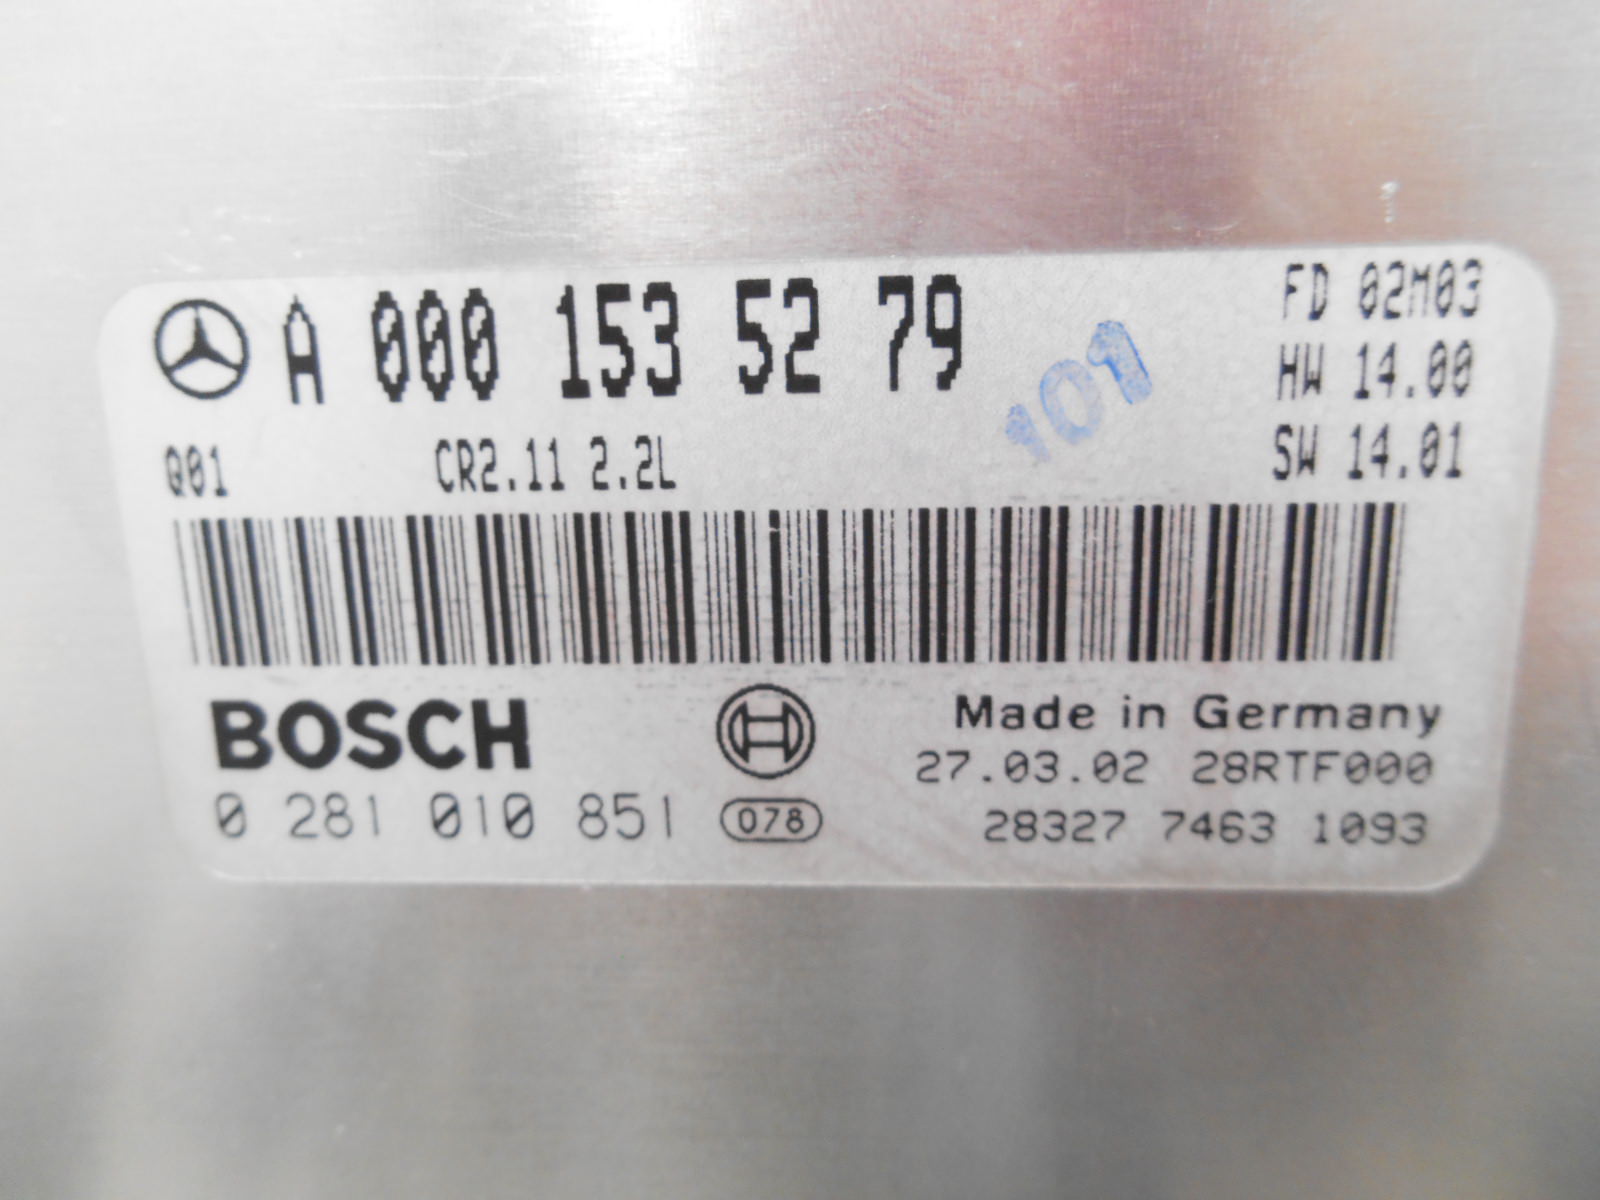 A 000 153 52 79
FD 02M03
HW 14.00
101
Q01 CR2.11 2.2L
SW 14.01
BOSCH
Made in Germany
27.03.02 28RTF000
0 281 010 851
078
28327 7463 1093